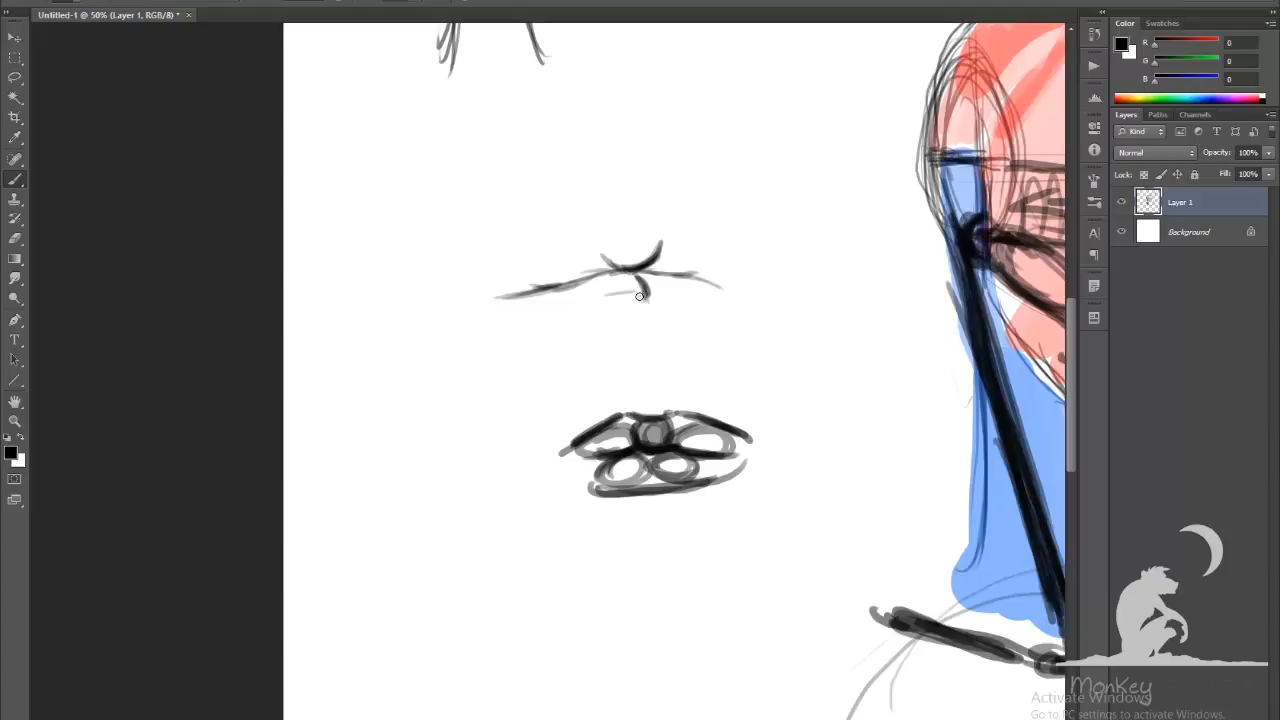 Untitled-1 @ 50% (Layer 1, RGB/8) * ×
Color Swatches
R 0
G 0
B 0
Layers Paths Channels
Kind
Normal Opacity: 100%
Lock: Fill: 100%
Layer 1
Background
Monkey
Activate Windows
Go to PC settings to activate Windows.